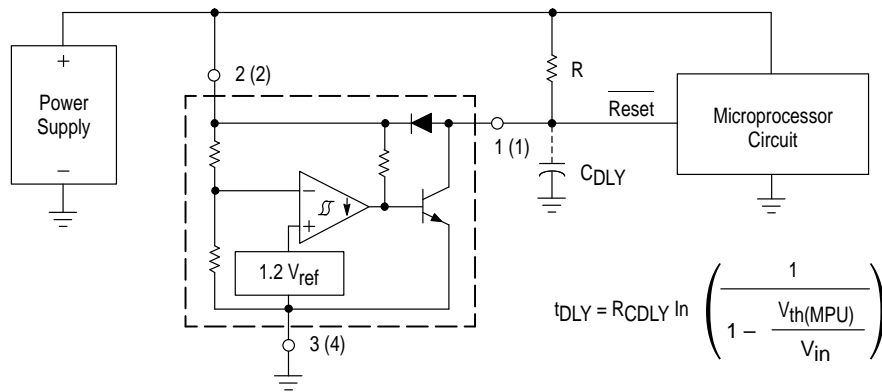 +
Power
Supply
−
2 (2)
R
Reset
1 (1)
CDLY
Microprocessor
Circuit
−
+
1.2 Vref
3 (4)
tDLY = RCDLY In ( 1 / ( 1 − Vth(MPU) / Vin ) )